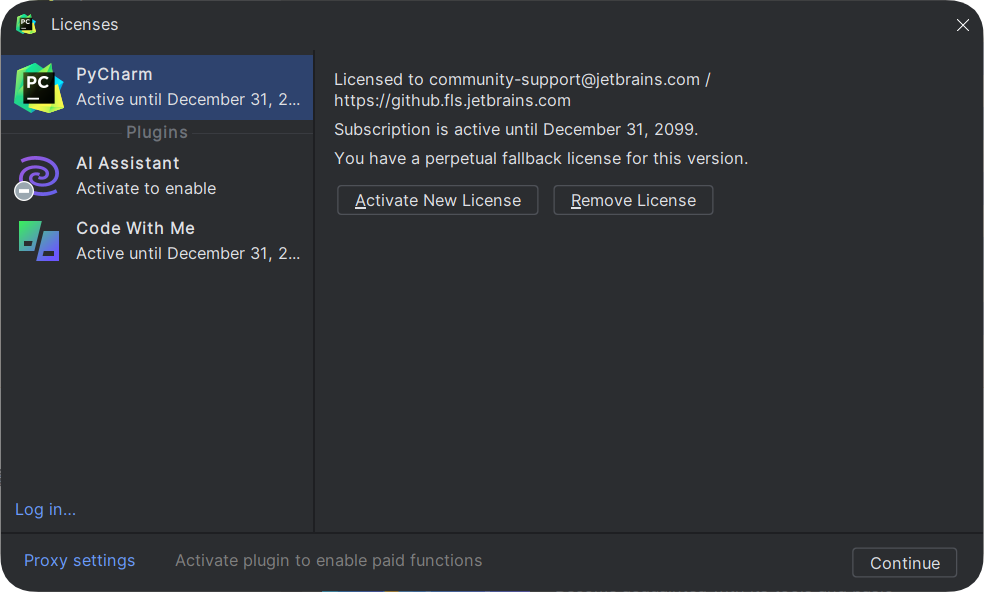 PC
Licenses
PC
PyCharm
Active until December 31, 2...
Plugins
AI Assistant
Activate to enable
Code With Me
Active until December 31, 2...
Log in...
Licensed to community-support@jetbrains.com /
https://github.fls.jetbrains.com
Subscription is active until December 31, 2099.
You have a perpetual fallback license for this version.
Activate New License
Remove License
Proxy settings
Activate plugin to enable paid functions
Continue